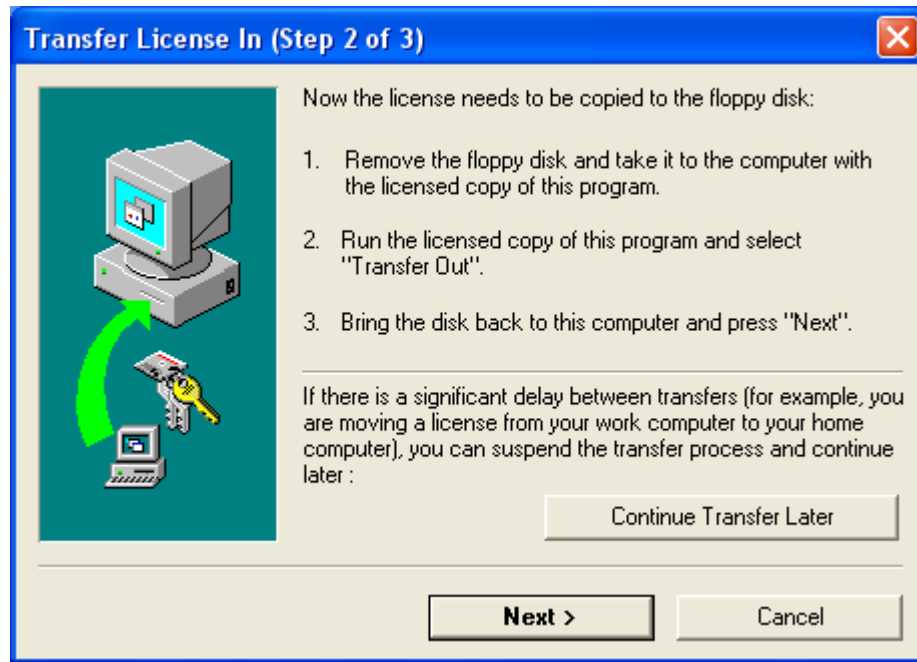 Transfer License In (Step 2 of 3)
Now the license needs to be copied to the floppy disk:
1. Remove the floppy disk and take it to the computer with
the licensed copy of this program.
2. Run the licensed copy of this program and select
"Transfer Out".
3. Bring the disk back to this computer and press "Next".
If there is a significant delay between transfers (for example, you
are moving a license from your work computer to your home
computer), you can suspend the transfer process and continue
later :
Continue Transfer Later
Next >
Cancel